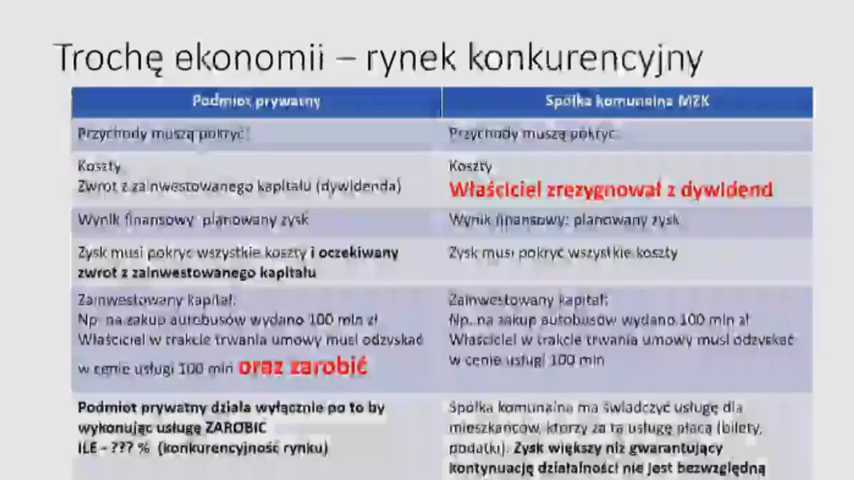 Trochę ekonomii – rynek konkurencyjny
Podmiot prywatny
Spółka komunalna MZK
Przychody muszą pokryć:
Przychody muszą pokryć:
Koszty
Zwrot z zainwestowanego kapitału (dywidenda)
Koszty
Właściciel zrezygnował z dywidend
Wynik finansowy: planowany zysk
Wynik finansowy: planowany zysk
Zysk musi pokryć wszystkie koszty i oczekiwany
zwrot z zainwestowanego kapitału
Zysk musi pokryć wszystkie koszty
Zainwestowany kapitał:
Np. na zakup autobusów wydano 100 mln zł
Właściciel w trakcie trwania umowy musi odzyskać
w cenie usługi 100 mln oraz zarobić
Zainwestowany kapitał:
Np. na zakup autobusów wydano 100 mln zł
Właściciel w trakcie trwania umowy musi odzyskać
w cenie usługi 100 mln
Podmiot prywatny działa wyłącznie po to by
wykonując usługę ZAROBIC
ILE - ??? % (konkurencyjność rynku)
Spółka komunalna ma świadczyć usługę dla
mieszkańców, którzy za tą usługę płacą (bilety,
podatki). Zysk większy niż gwarantujący
kontynuację działalności nie jest bezwzględną